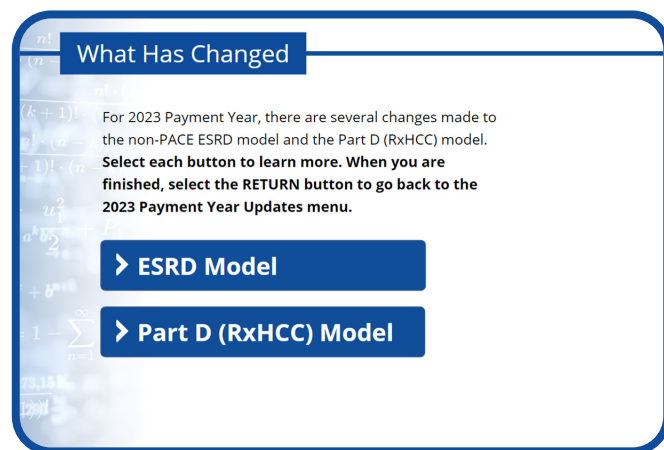 What Has Changed
For 2023 Payment Year, there are several changes made to
the non-PACE ESRD model and the Part D (RxHCC) model.
Select each button to learn more. When you are
finished, select the RETURN button to go back to the
2023 Payment Year Updates menu.
ESRD Model
Part D (RxHCC) Model